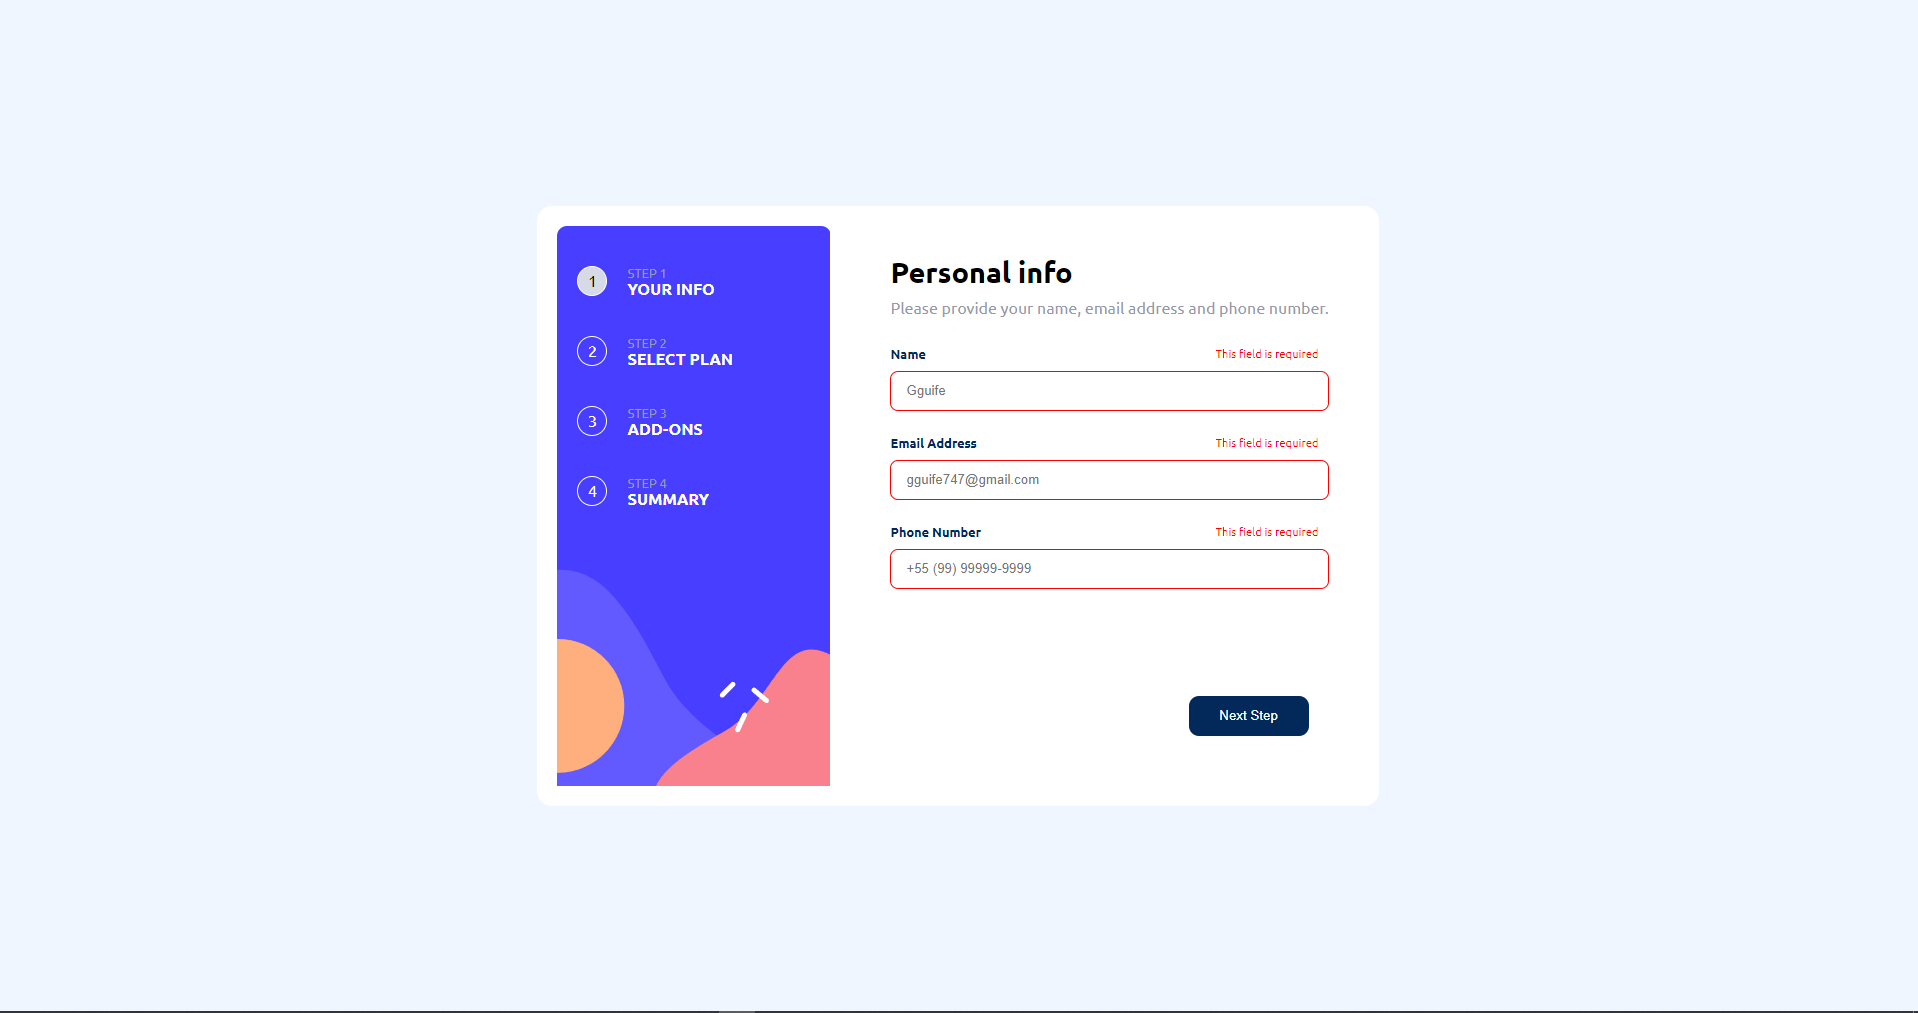 1
STEP 1
YOUR INFO
2
STEP 2
SELECT PLAN
3
STEP 3
ADD-ONS
4
STEP 4
SUMMARY
Personal info
Please provide your name, email address and phone number.
Name
This field is required
Gguife
Email Address
This field is required
gguife747@gmail.com
Phone Number
This field is required
+55 (99) 99999-9999
Next Step